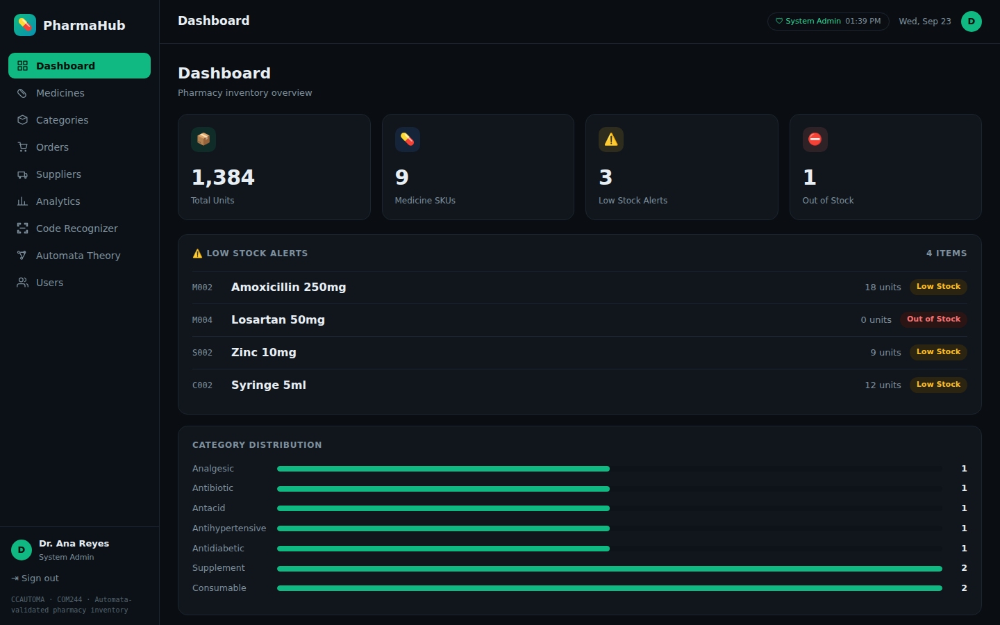 PharmaHub
Dashboard
Medicines
Categories
Orders
Suppliers
Analytics
Code Recognizer
Automata Theory
Users
D
Dr. Ana Reyes
System Admin
⇥ Sign out
CCAUTOMA · COM244 · Automata-
validated pharmacy inventory
Dashboard
System Admin 01:39 PM
Wed, Sep 23
D
Dashboard
Pharmacy inventory overview
1,384
Total Units
9
Medicine SKUs
3
Low Stock Alerts
1
Out of Stock
⚠️ LOW STOCK ALERTS 4 ITEMS
M002 Amoxicillin 250mg 18 units Low Stock
M004 Losartan 50mg 0 units Out of Stock
S002 Zinc 10mg 9 units Low Stock
C002 Syringe 5ml 12 units Low Stock
CATEGORY DISTRIBUTION
Analgesic 1
Antibiotic 1
Antacid 1
Antihypertensive 1
Antidiabetic 1
Supplement 2
Consumable 2